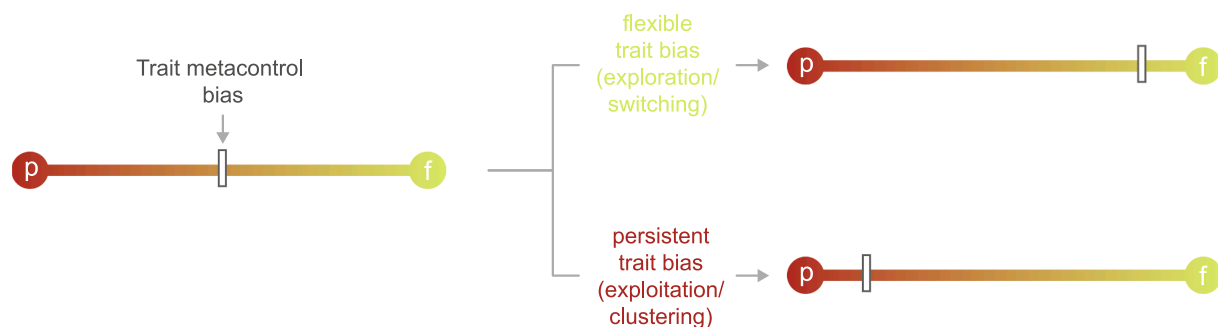 Trait metacontrol
bias
p
f
flexible
trait bias
(exploration/
switching)
p
f
persistent
trait bias
(exploitation/
clustering)
p
f